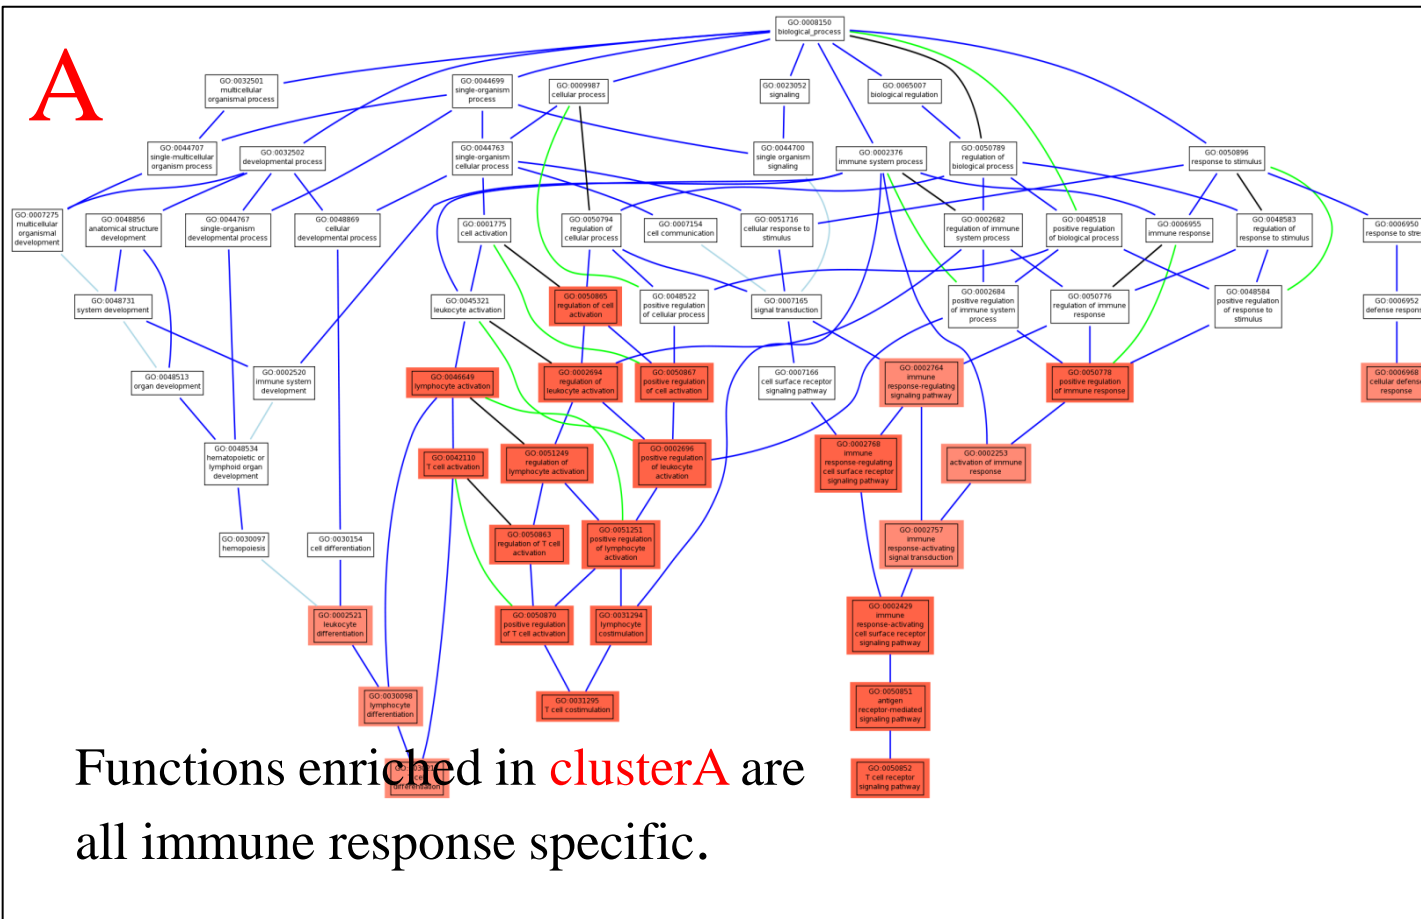 A
GO:0008150
biological_process
GO:0032501
multicellular
organismal process
GO:0044699
single-organism
process
GO:0009987
cellular process
GO:0023052
signaling
GO:0065007
biological regulation
GO:0044707
single-multicellular
organism process
GO:0032502
developmental process
GO:0044763
single-organism
cellular process
GO:0044700
single organism
signaling
GO:0002376
immune system process
GO:0050789
regulation of
biological process
GO:0050896
response to stimulus
GO:0007275
multicellular
organismal
development
GO:0048856
anatomical structure
development
GO:0044767
single-organism
developmental process
GO:0048869
cellular
developmental process
GO:0001775
cell activation
GO:0050794
regulation of
cellular process
GO:0007154
cell communication
GO:0051716
cellular response to
stimulus
GO:0002682
regulation of immune
system process
GO:0048518
positive regulation
of biological process
GO:0006955
immune response
GO:0048583
regulation of
response to stimulus
GO:0006950
response to stre
GO:0048731
system development
GO:0045321
leukocyte activation
GO:0050865
regulation of cell
activation
GO:0048522
positive regulation
of cellular process
GO:0007165
signal transduction
GO:0002684
positive regulation
of immune system
process
GO:0050776
regulation of immune
response
GO:0048584
positive regulation
of response to
stimulus
GO:0006952
defense respons
GO:0048513
organ development
GO:0002520
immune system
development
GO:0046649
lymphocyte activation
GO:0002694
regulation of
leukocyte activation
GO:0050867
positive regulation
of cell activation
GO:0007166
cell surface receptor
signaling pathway
GO:0002764
immune
response-regulating
signaling pathway
GO:0050778
positive regulation
of immune response
GO:0006968
cellular defense
response
GO:0048534
hematopoietic or
lymphoid organ
development
GO:0042110
T cell activation
GO:0051249
regulation of
lymphocyte activation
GO:0002696
positive regulation
of leukocyte
activation
GO:0002768
immune
response-regulating
cell surface receptor
signaling pathway
GO:0002253
activation of immune
response
GO:0030097
hemopoiesis
GO:0030154
cell differentiation
GO:0050863
regulation of T cell
activation
GO:0051251
positive regulation
of lymphocyte
activation
GO:0002757
immune
response-activating
signal transduction
GO:0002521
leukocyte
differentiation
GO:0050870
positive regulation
of T cell activation
GO:0031294
lymphocyte
costimulation
GO:0002429
immune
response-activating
cell surface receptor
signaling pathway
GO:0030098
lymphocyte
differentiation
GO:0031295
T cell costimulation
GO:0050851
antigen
receptor-mediated
signaling pathway
differentiation
GO:0050852
T cell receptor
signaling pathway
Functions enriched in clusterA are
all immune response specific.